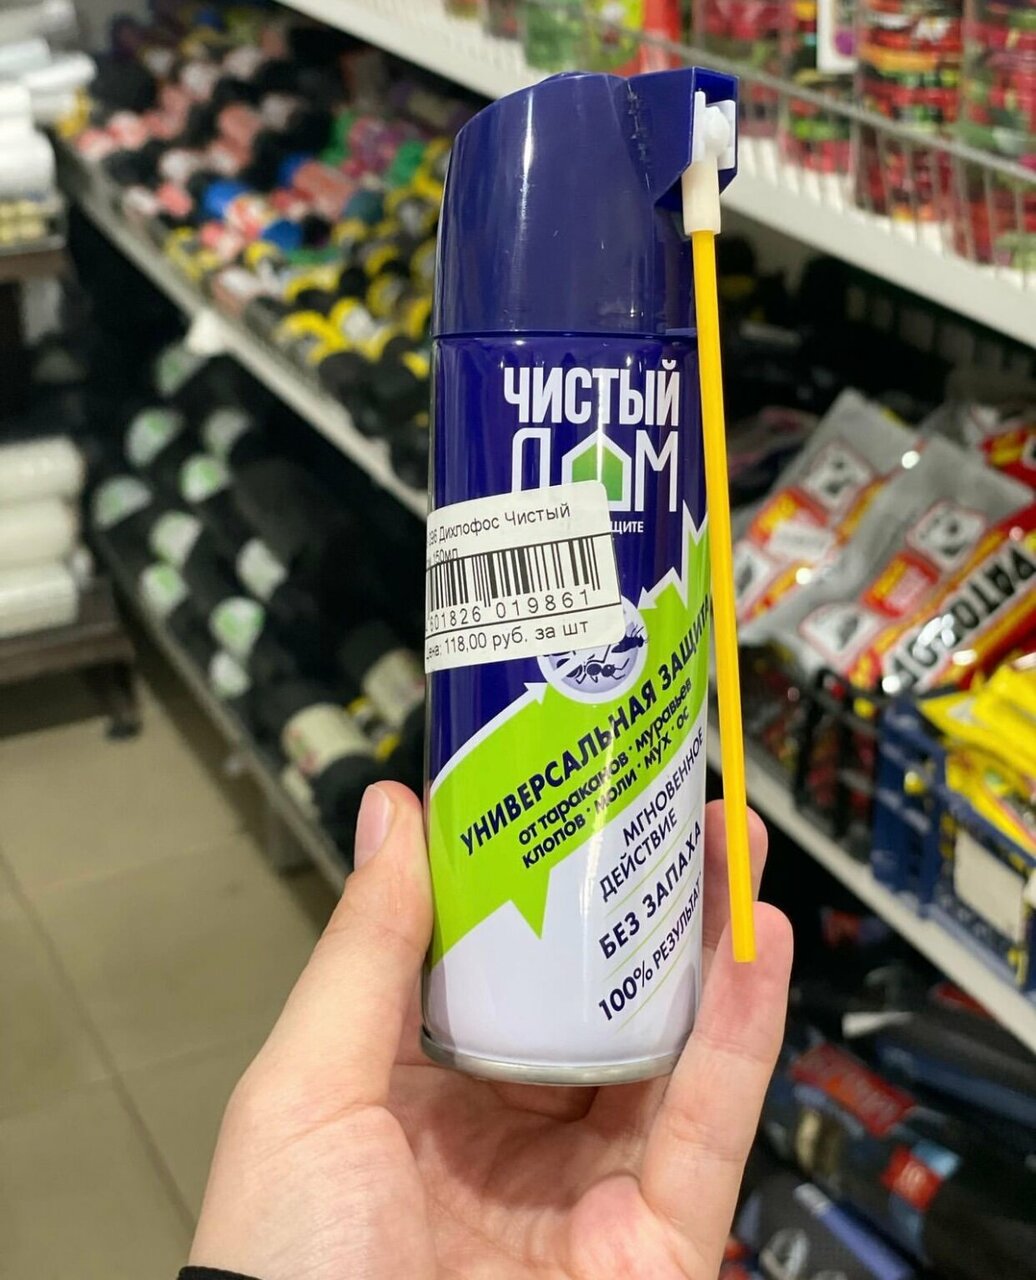 ЧИСТЫЙ
ДОМ
Дихлофос Чистый
150мл
601826 019861
Цена: 118,00 руб. за шт
УНИВЕРСАЛЬНАЯ ЗАЩИТА
от тараканов · муравьев
клопов · моли · мух · ос
МГНОВЕННОЕ
ДЕЙСТВИЕ
БЕЗ ЗАПАХА
100% РЕЗУЛЬТАТ